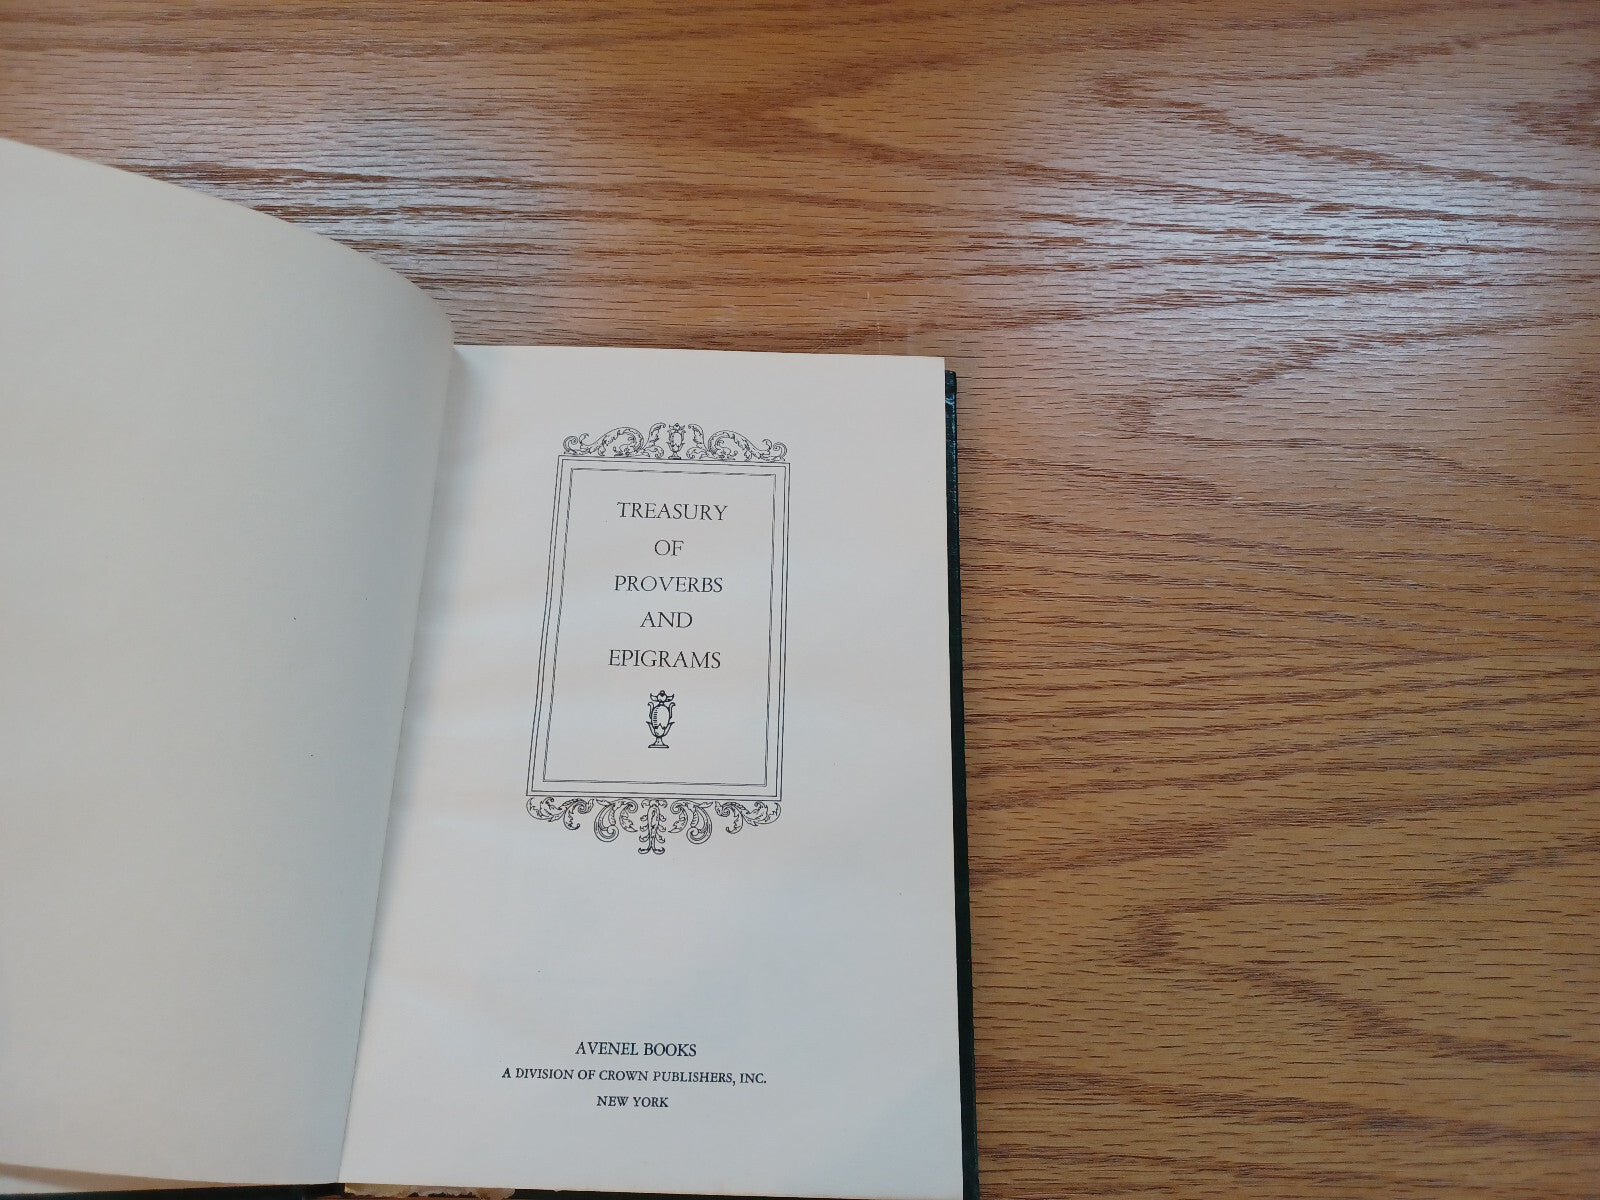 TREASURY
OF
PROVERBS
AND
EPIGRAMS
AVENEL BOOKS
A DIVISION OF CROWN PUBLISHERS, INC.
NEW YORK